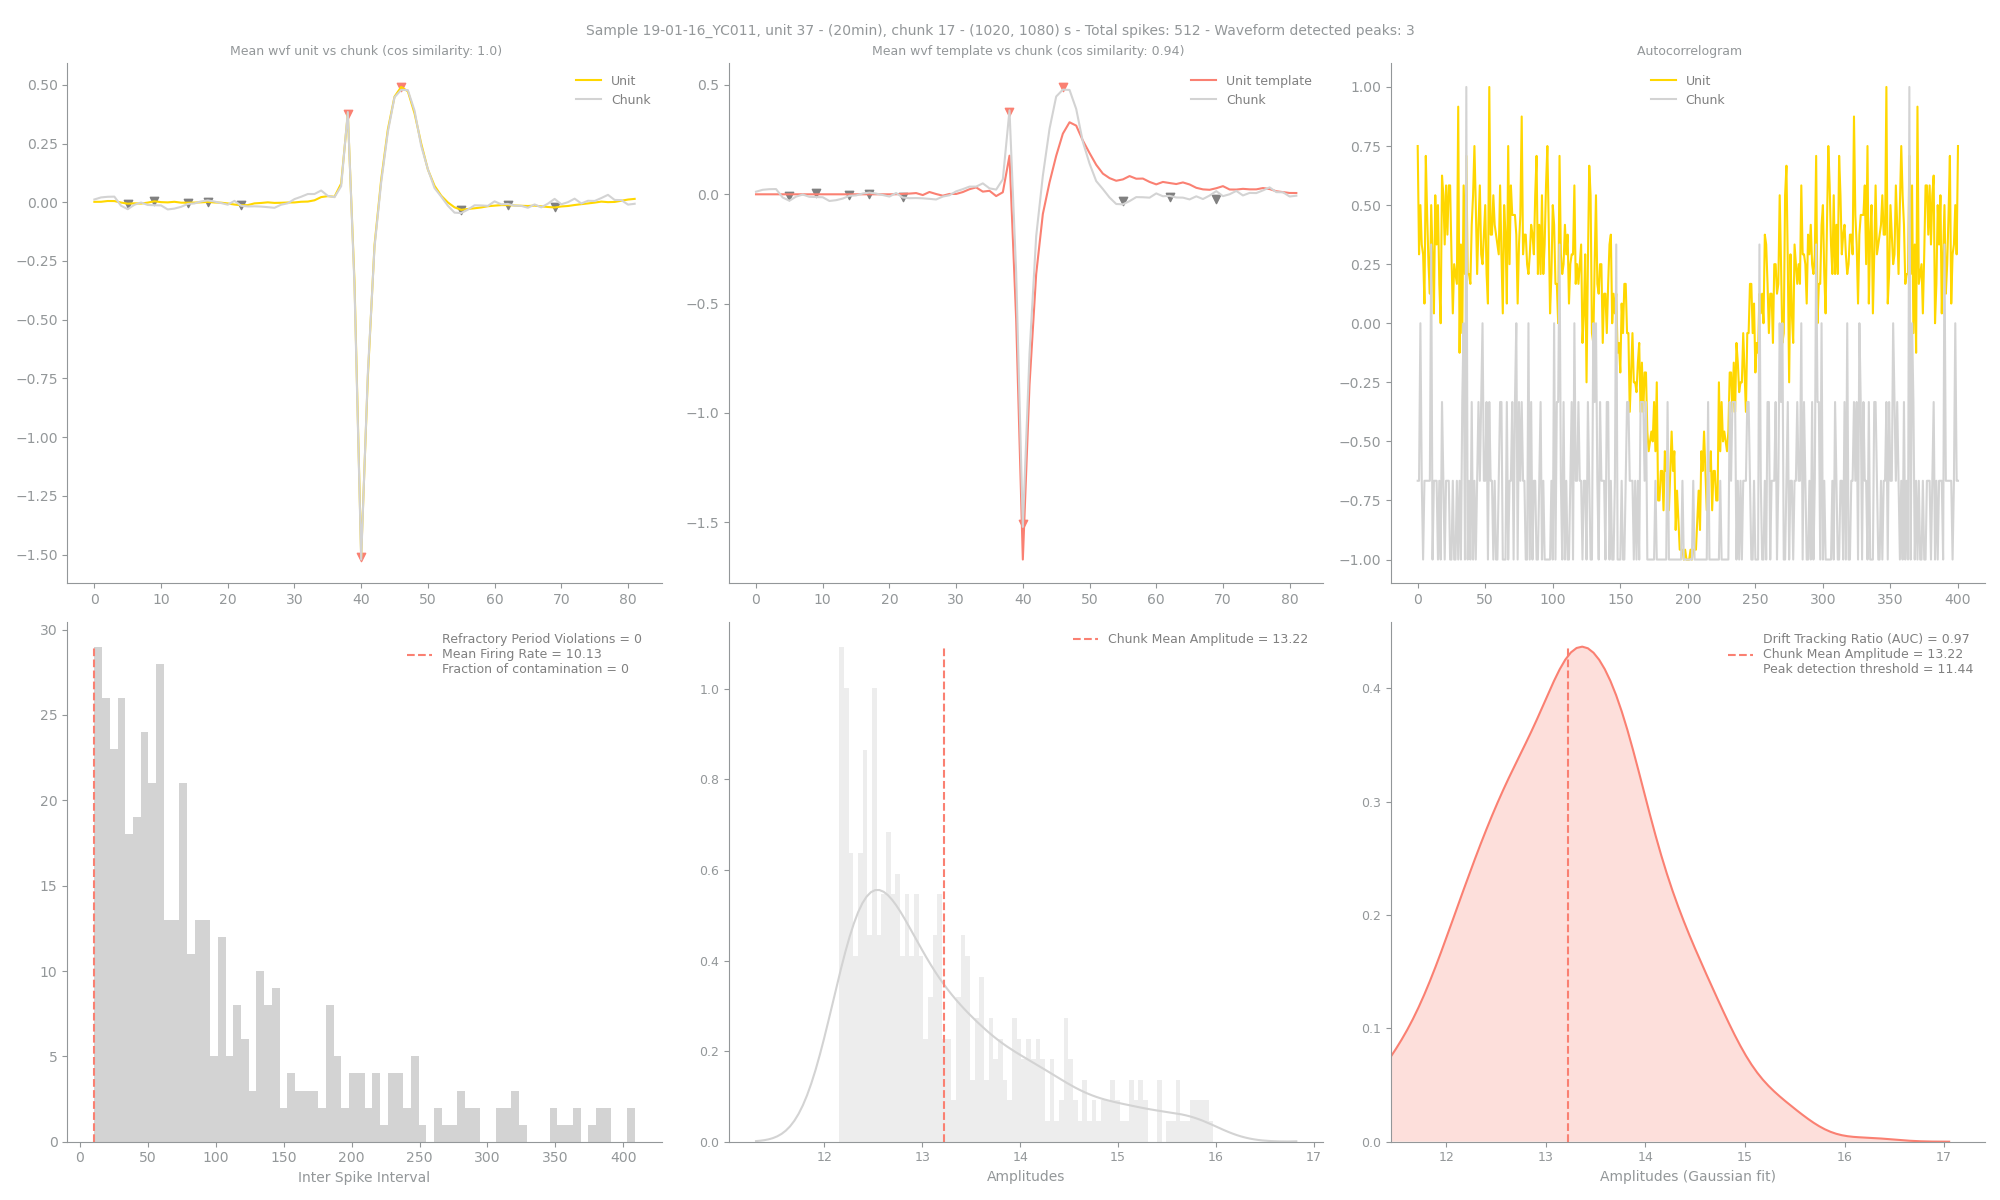 Sample 19-01-16_YC011, unit 37 - (20min), chunk 17 - (1020, 1080) s - Total spikes: 512 - Waveform detected peaks: 3
Mean wvf unit vs chunk (cos similarity: 1.0)
Unit
Chunk
0.50
0.25
0.00
−0.25
−0.50
−0.75
−1.00
−1.25
−1.50
0 10 20 30 40 50 60 70 80
Mean wvf template vs chunk (cos similarity: 0.94)
Unit template
Chunk
0.5
0.0
−0.5
−1.0
−1.5
0 10 20 30 40 50 60 70 80
Autocorrelogram
Unit
Chunk
1.00
0.75
0.50
0.25
0.00
−0.25
−0.50
−0.75
−1.00
0 50 100 150 200 250 300 350 400
Refractory Period Violations = 0
Mean Firing Rate = 10.13
Fraction of contamination = 0
30
25
20
15
10
5
0
0 50 100 150 200 250 300 350 400
Inter Spike Interval
Chunk Mean Amplitude = 13.22
1.0
0.8
0.6
0.4
0.2
0.0
12 13 14 15 16 17
Amplitudes
Drift Tracking Ratio (AUC) = 0.97
Chunk Mean Amplitude = 13.22
Peak detection threshold = 11.44
0.4
0.3
0.2
0.1
0.0
12 13 14 15 16 17
Amplitudes (Gaussian fit)